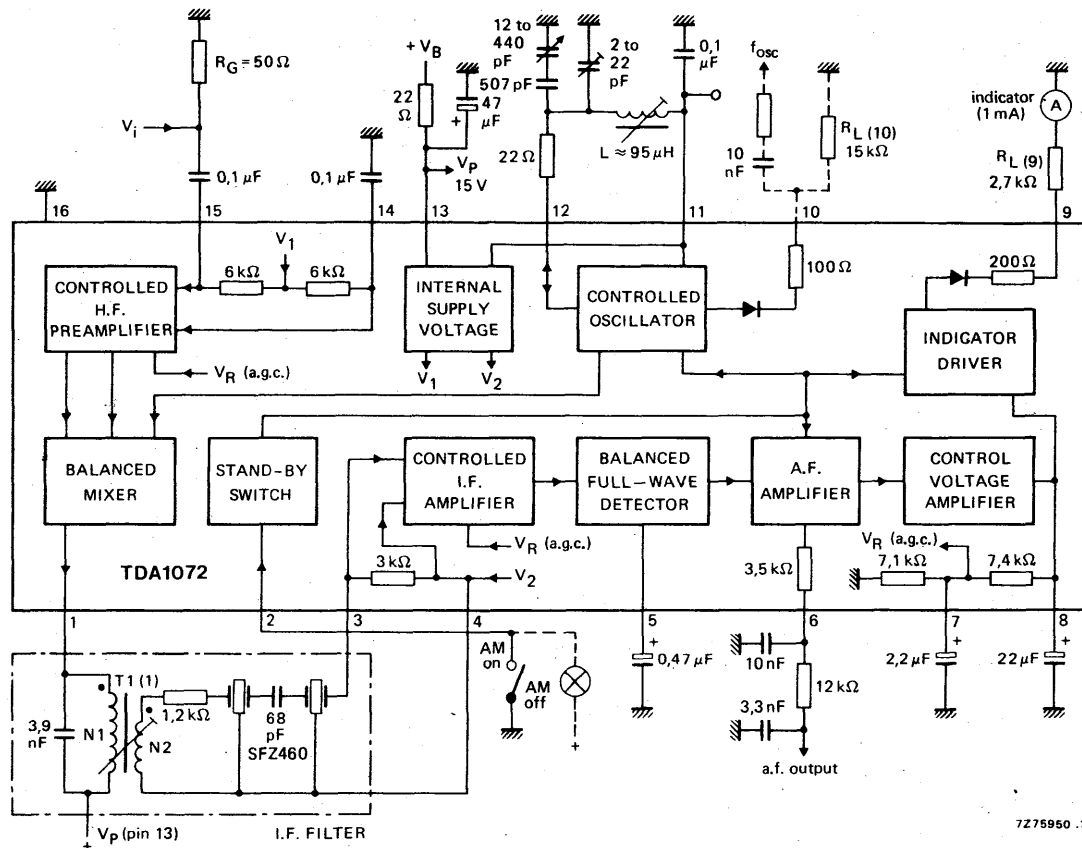 R_G = 50 Ω
V_i
0,1 µF
0,1 µF
+ V_B
22
Ω
47
µF
+
V_P
15 V
12 to
440
pF
507 pF
2 to
22
pF
0,1
µF
22 Ω
L ≈ 95 µH
f_osc
10
nF
R_L (10)
15 kΩ
indicator
(1 mA)
A
R_L (9)
2,7 kΩ
16
15
14
13
12
11
10
9
V_1
6 kΩ
6 kΩ
100 Ω
200 Ω
CONTROLLED
H.F.
PREAMPLIFIER
INTERNAL
SUPPLY
VOLTAGE
CONTROLLED
OSCILLATOR
INDICATOR
DRIVER
V_R (a.g.c.)
V_1
V_2
BALANCED
MIXER
STAND–BY
SWITCH
CONTROLLED
I.F.
AMPLIFIER
BALANCED
FULL–WAVE
DETECTOR
A.F.
AMPLIFIER
CONTROL
VOLTAGE
AMPLIFIER
V_R (a.g.c.)
V_R (a.g.c.)
3 kΩ
V_2
3,5 kΩ
7,1 kΩ
7,4 kΩ
TDA1072
1
2
3
4
5
6
7
8
T1 (1)
3,9
nF
N1
N2
1,2 kΩ
68
pF
SFZ460
AM
on
AM
off
+
0,47 µF
+
10 nF
12 kΩ
3,3 nF
a.f. output
2,2 µF
+
22 µF
+
V_P (pin 13)
+
I.F. FILTER
7Z75950 .